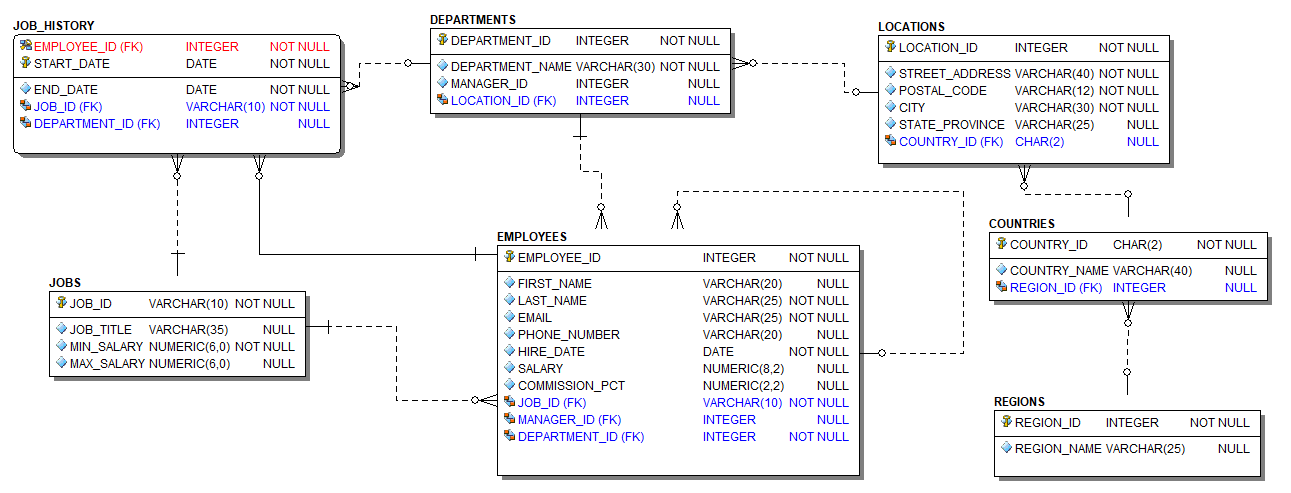 JOB_HISTORY
EMPLOYEE_ID (FK) INTEGER NOT NULL
START_DATE DATE NOT NULL
END_DATE DATE NOT NULL
JOB_ID (FK) VARCHAR(10) NOT NULL
DEPARTMENT_ID (FK) INTEGER NULL
DEPARTMENTS
DEPARTMENT_ID INTEGER NOT NULL
DEPARTMENT_NAME VARCHAR(30) NOT NULL
MANAGER_ID INTEGER NULL
LOCATION_ID (FK) INTEGER NULL
LOCATIONS
LOCATION_ID INTEGER NOT NULL
STREET_ADDRESS VARCHAR(40) NOT NULL
POSTAL_CODE VARCHAR(12) NOT NULL
CITY VARCHAR(30) NOT NULL
STATE_PROVINCE VARCHAR(25) NULL
COUNTRY_ID (FK) CHAR(2) NULL
JOBS
JOB_ID VARCHAR(10) NOT NULL
JOB_TITLE VARCHAR(35) NULL
MIN_SALARY NUMERIC(6,0) NOT NULL
MAX_SALARY NUMERIC(6,0) NULL
EMPLOYEES
EMPLOYEE_ID INTEGER NOT NULL
FIRST_NAME VARCHAR(20) NULL
LAST_NAME VARCHAR(25) NOT NULL
EMAIL VARCHAR(25) NOT NULL
PHONE_NUMBER VARCHAR(20) NULL
HIRE_DATE DATE NOT NULL
SALARY NUMERIC(8,2) NULL
COMMISSION_PCT NUMERIC(2,2) NULL
JOB_ID (FK) VARCHAR(10) NOT NULL
MANAGER_ID (FK) INTEGER NULL
DEPARTMENT_ID (FK) INTEGER NOT NULL
COUNTRIES
COUNTRY_ID CHAR(2) NOT NULL
COUNTRY_NAME VARCHAR(40) NULL
REGION_ID (FK) INTEGER NULL
REGIONS
REGION_ID INTEGER NOT NULL
REGION_NAME VARCHAR(25) NULL